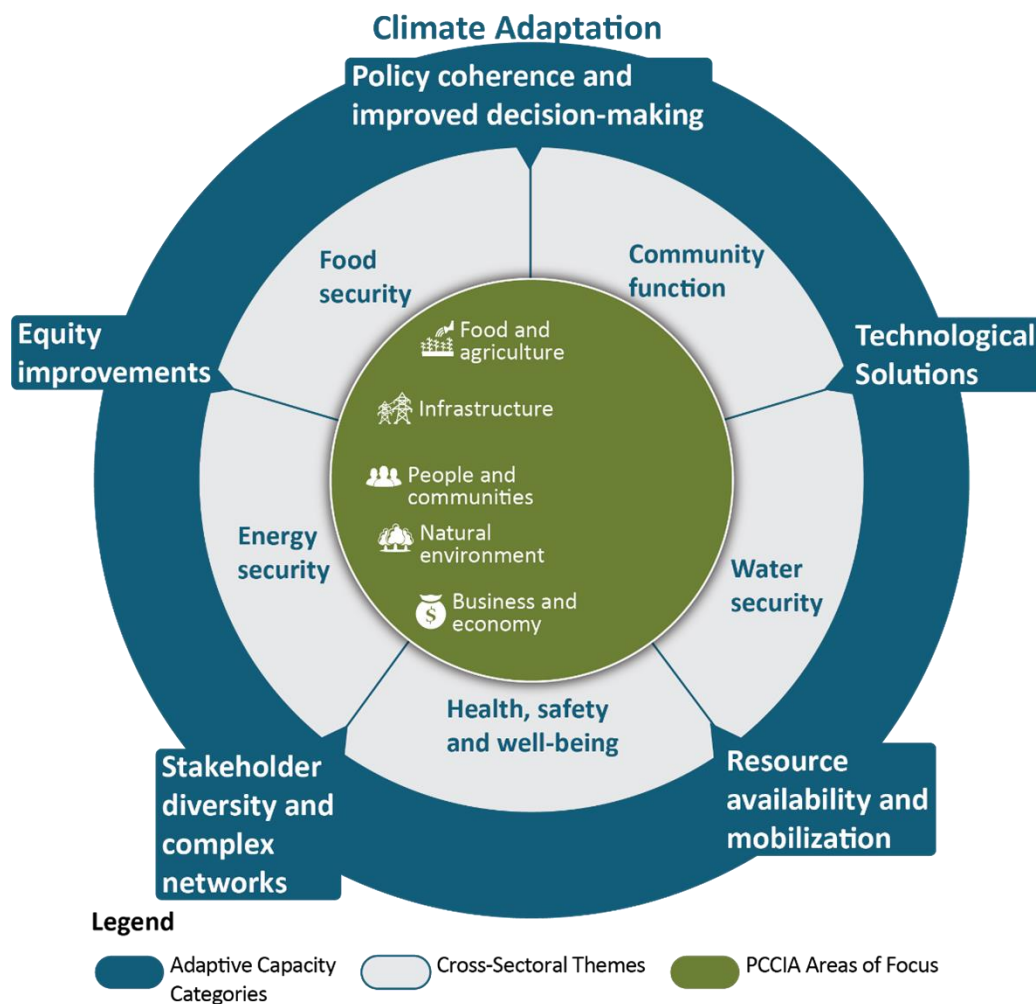 Climate Adaptation
Policy coherence and
improved decision-making
Food
security
Community
function
Equity
improvements
Technological
Solutions
Food and
agriculture
Infrastructure
People and
communities
Natural
environment
Business and
economy
$
Energy
security
Water
security
Health, safety
and well-being
Stakeholder
diversity and
complex
networks
Resource
availability and
mobilization
Legend
Adaptive Capacity
Categories
Cross-Sectoral Themes
PCCIA Areas of Focus